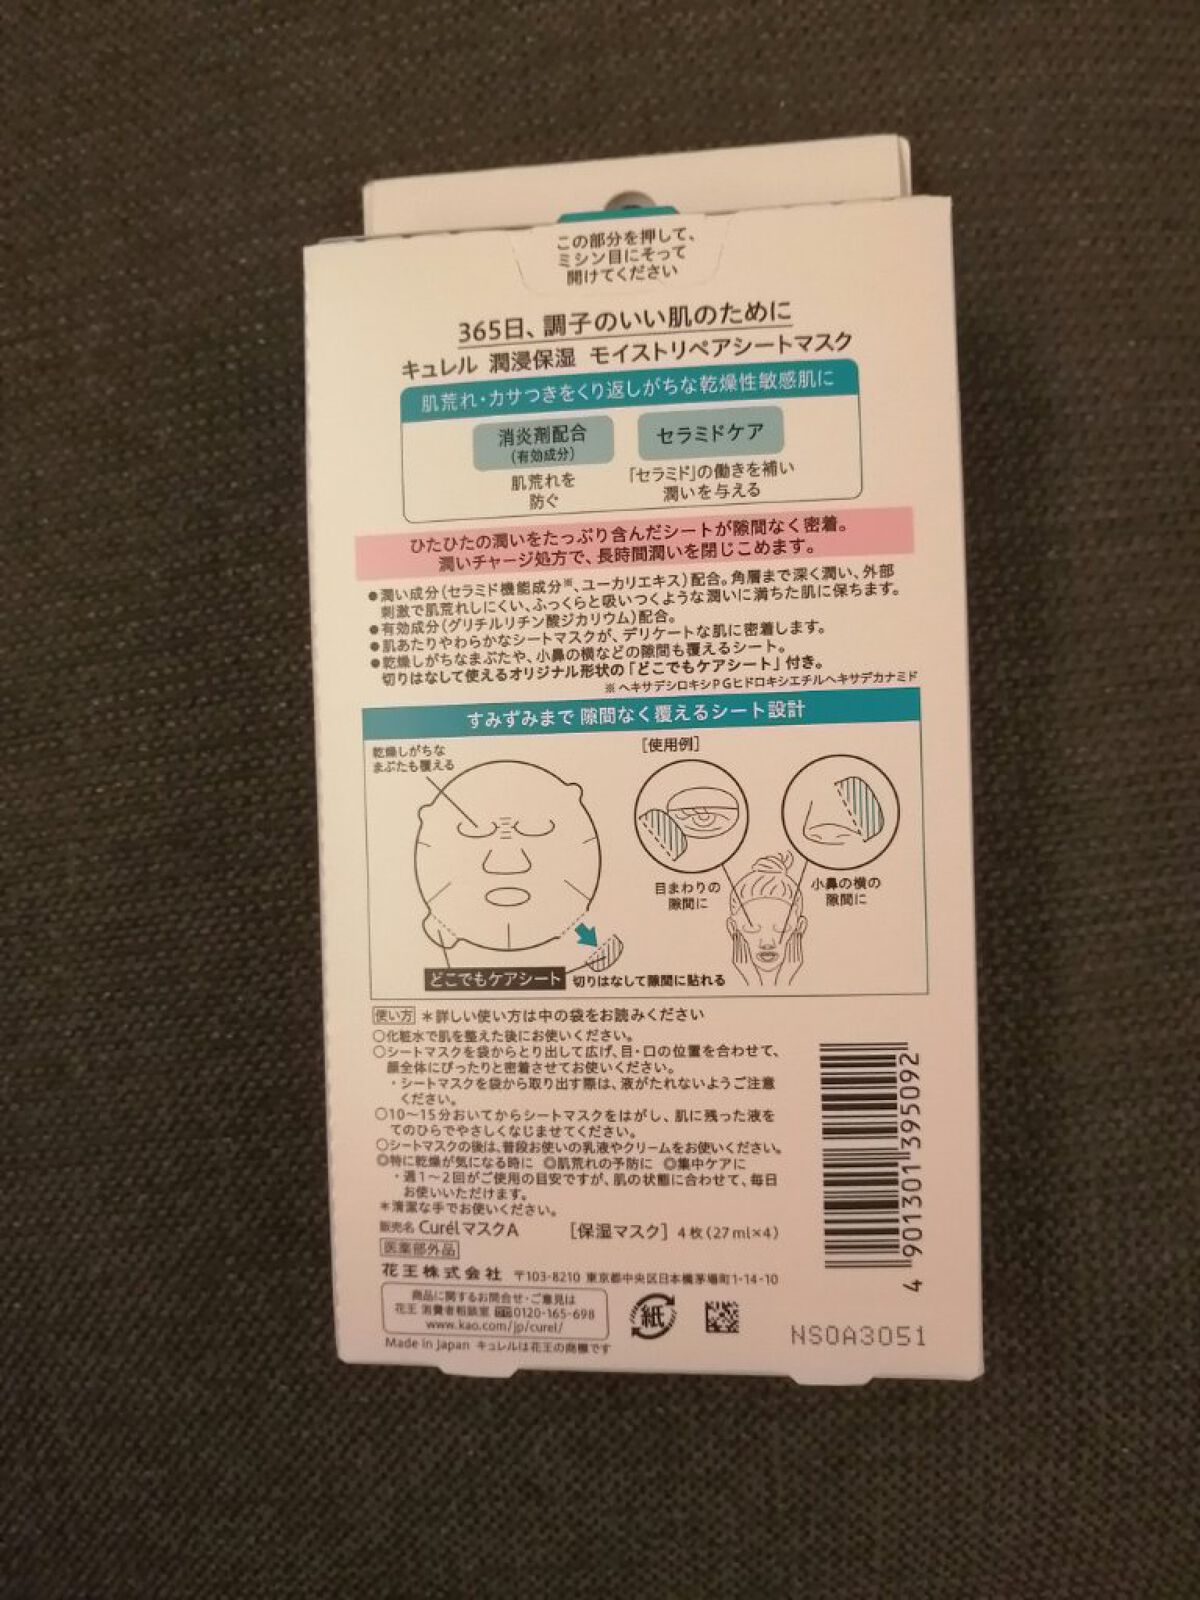 この部分を押して、
ミシン目にそって
開けてください
365日、調子のいい肌のために
キュレル 潤浸保湿 モイストリペアシートマスク
肌荒れ・カサつきをくり返しがちな乾燥性敏感肌に
消炎剤配合
(有効成分)
肌荒れを
防ぐ
セラミドケア
「セラミド」の働きを補い
潤いを与える
ひたひたの潤いをたっぷり含んだシートが隙間なく密着。
潤いチャージ処方で、長時間潤いを閉じこめます。
●潤い成分(セラミド機能成分※、ユーカリエキス)配合。角層まで深く潤い、外部
刺激で肌荒れしにくい、ふっくらと吸いつくような潤いに満ちた肌に保ちます。
●有効成分(グリチルリチン酸ジカリウム)配合。
●肌あたりやわらかなシートマスクが、デリケートな肌に密着します。
●乾燥しがちなまぶたや、小鼻の横などの隙間も覆えるシート。
切りはなして使えるオリジナル形状の「どこでもケアシート」付き。
※ ヘキサデシロキシPGヒドロキシエチルヘキサデカナミド
すみずみまで 隙間なく覆えるシート設計
乾燥しがちな
まぶたも覆える
[使用例]
目まわりの
隙間に
小鼻の横の
隙間に
どこでもケアシート
切りはなして隙間に貼れる
使い方 *詳しい使い方は中の袋をお読みください
○化粧水で肌を整えた後にお使いください。
○シートマスクを袋からとり出して広げ、目・口の位置を合わせて、
顔全体にぴったりと密着させてお使いください。
・シートマスクを袋から取り出す際は、液がたれないようご注意
ください。
○10〜15分おいてからシートマスクをはがし、肌に残った液を
てのひらでやさしくなじませてください。
○シートマスクの後は、普段お使いの乳液やクリームをお使いください。
◎特に乾燥が気になる時に ◎肌荒れの予防に ◎集中ケアに
・週1〜2回がご使用の目安ですが、肌の状態に合わせて、毎日
お使いいただけます。
*清潔な手でお使いください。
販売名 CurélマスクA [保湿マスク] 4枚(27ml×4)
医薬部外品
花王株式会社 〒103-8210 東京都中央区日本橋茅場町1-14-10
商品に関するお問合せ・ご意見は
花王 消費者相談室 0120-165-698
www.kao.com/jp/curel/
Made in Japan キュレルは花王の商標です
紙
4 901301 395092
NSOA3051